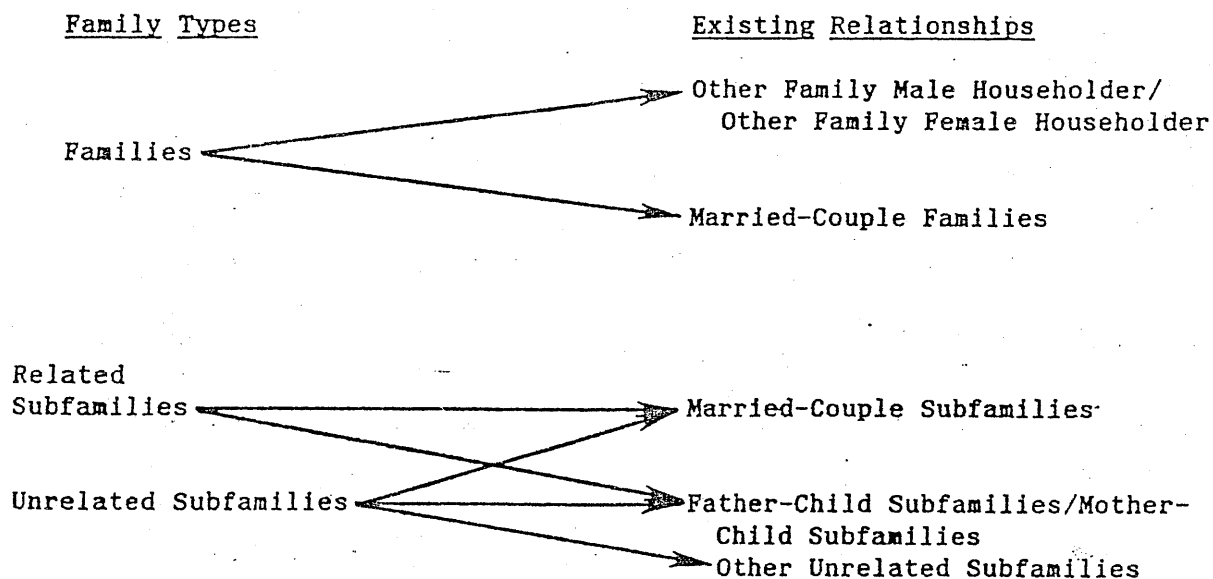 Family Types
Existing Relationships
Other Family Male Householder/
Other Family Female Householder
Families
Married-Couple Families
Related
Subfamilies
Married-Couple Subfamilies
Unrelated Subfamilies
Father-Child Subfamilies/Mother-
Child Subfamilies
Other Unrelated Subfamilies